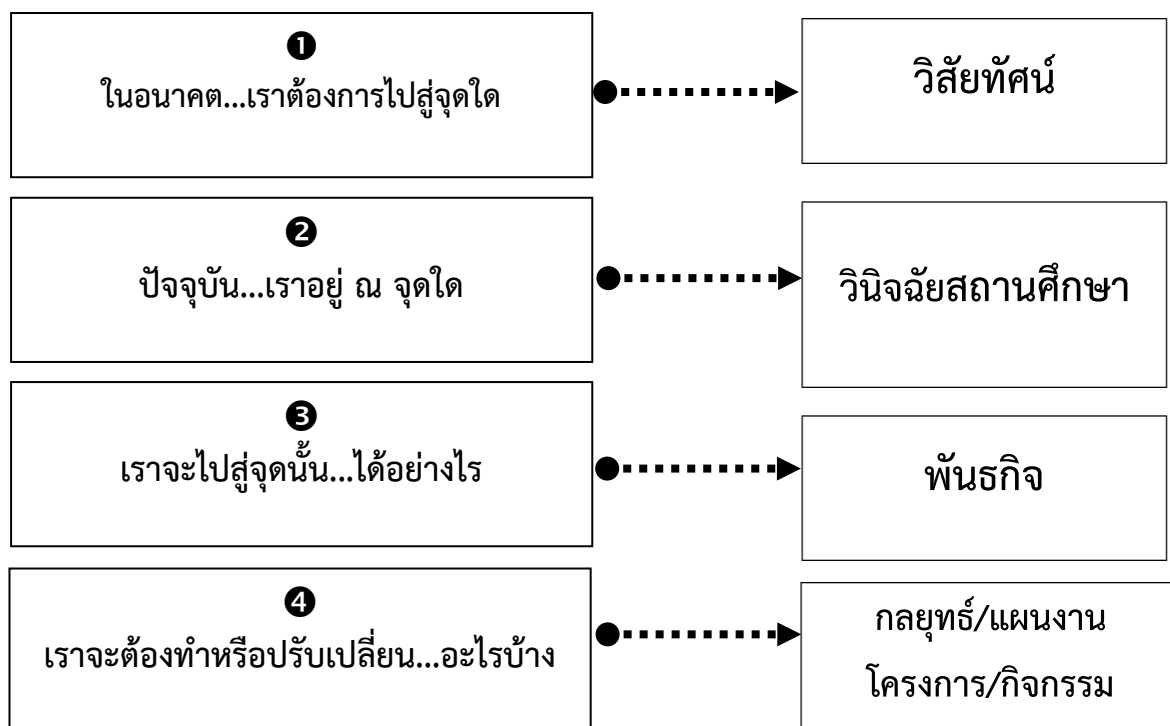 ❶
ในอนาคต...เราต้องการไปสู่จุดใด
วิสัยทัศน์
❷
ปัจจุบัน...เราอยู่ ณ จุดใด
วินิจฉัยสถานศึกษา
❸
เราจะไปสู่จุดนั้น...ได้อย่างไร
พันธกิจ
❹
เราจะต้องทำหรือปรับเปลี่ยน...อะไรบ้าง
กลยุทธ์/แผนงาน
โครงการ/กิจกรรม